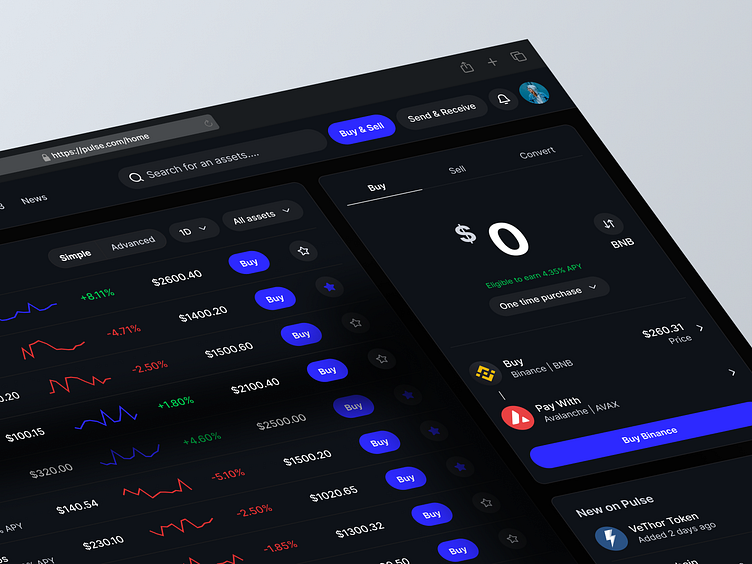 https://pulse.com/home
News
Search for an assets....
Buy & Sell
Send & Receive
Simple
Advanced
1D
All assets
+8.11%
$2600.40
Buy
-4.71%
$1400.20
Buy
-2.50%
$1500.60
Buy
$100.15
+1.80%
$2100.40
Buy
$320.00
+4.60%
$2500.00
Buy
APY
$140.54
-5.10%
$1500.20
Buy
APY
$230.10
-2.50%
$1020.65
Buy
-1.85%
$1300.32
Buy
Buy
Buy
Sell
Convert
$ 0
BNB
Eligible to earn 4.35% APY
One time purchase
Buy
Binance | BNB
$260.31
Price
Pay With
Avalanche | AVAX
Buy Binance
New on Pulse
VeThor Token
Added 2 days ago